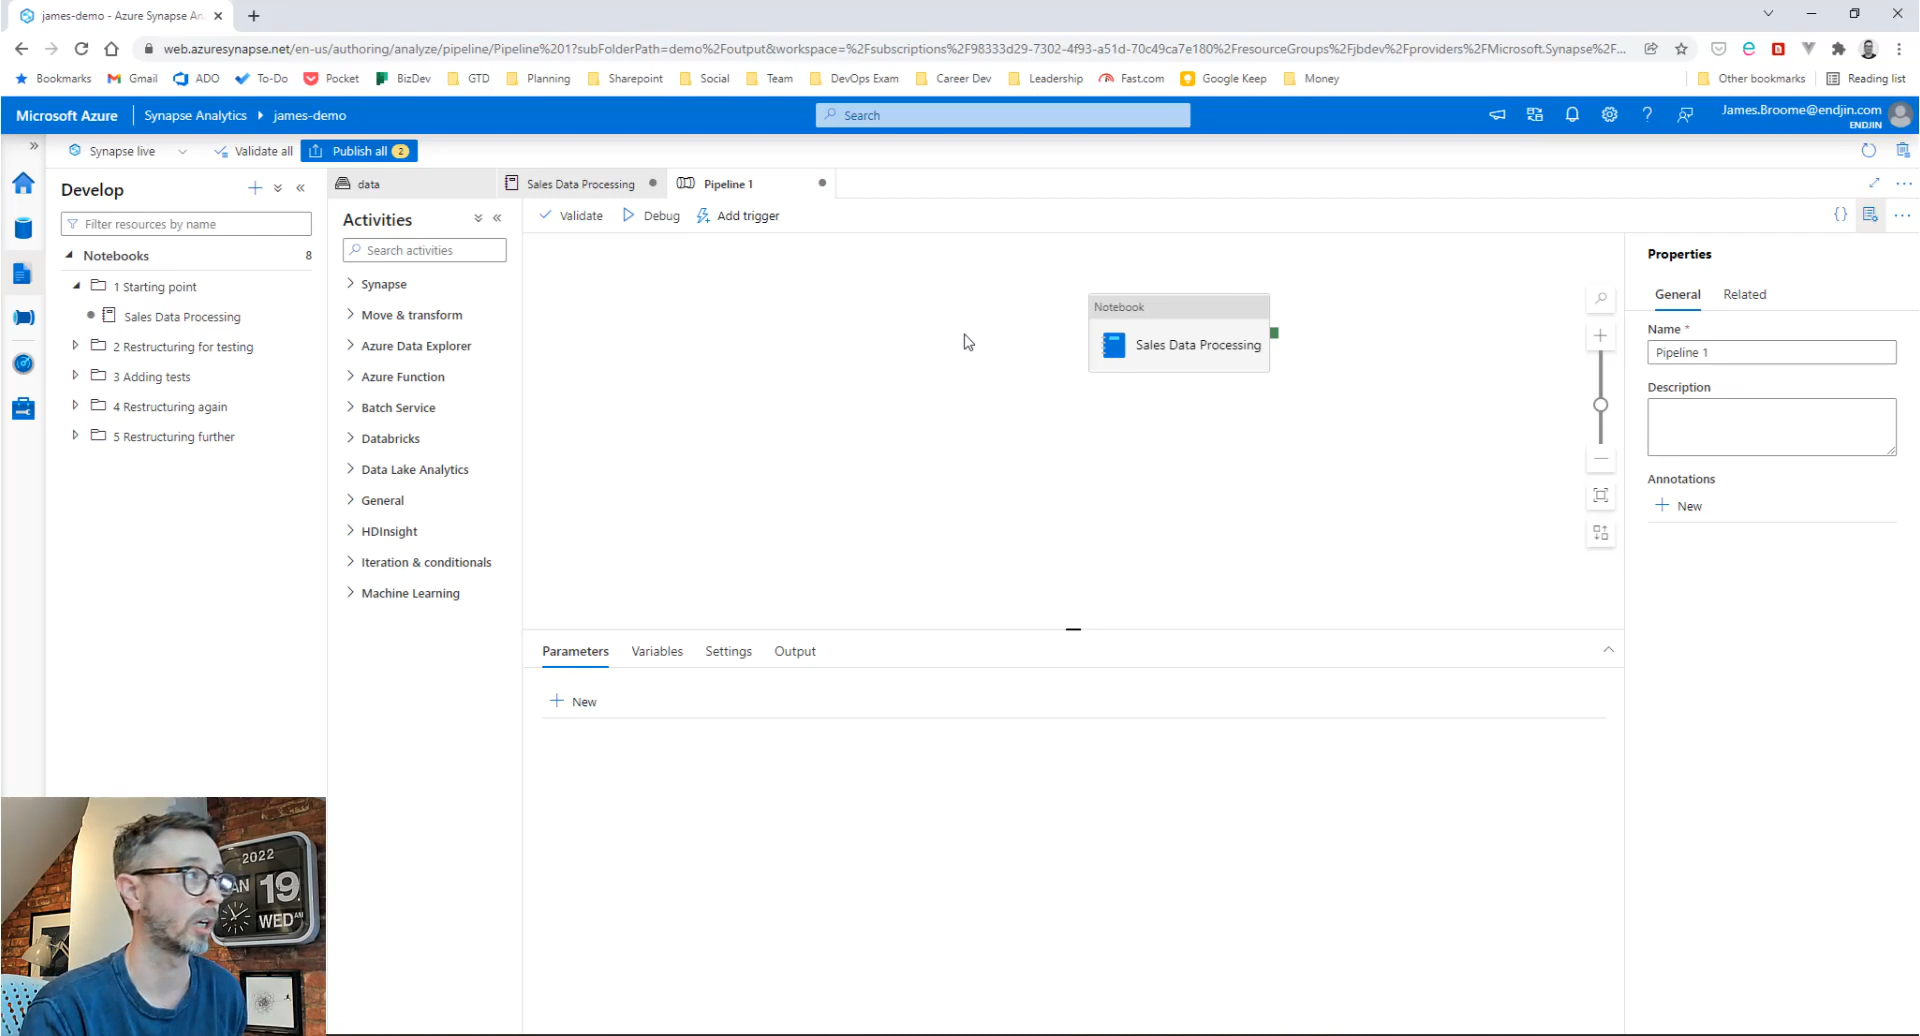 james-demo - Azure Synapse An
web.azuresynapse.net/en-us/authoring/analyze/pipeline/Pipeline%201?subFolderPath=demo%2Foutput&workspace=%2Fsubscriptions%2F98333d29-7302-4f93-a51d-70c49ca7e180%2FresourceGroups%2Fjbdev%2Fproviders%2FMicrosoft.Synapse%2F...
Bookmarks Gmail ADO To-Do Pocket BizDev GTD Planning Sharepoint Social Team DevOps Exam Career Dev Leadership Fast.com Google Keep Money Other bookmarks Reading list
Microsoft Azure Synapse Analytics james-demo Search James.Broome@endjin.com
ENDJIN
Synapse live Validate all Publish all 2
Develop
Filter resources by name
Notebooks 8
1 Starting point
Sales Data Processing
2 Restructuring for testing
3 Adding tests
4 Restructuring again
5 Restructuring further
data Sales Data Processing Pipeline 1
Activities
Search activities
Synapse
Move & transform
Azure Data Explorer
Azure Function
Batch Service
Databricks
Data Lake Analytics
General
HDInsight
Iteration & conditionals
Machine Learning
Validate Debug Add trigger
Notebook
Sales Data Processing
Parameters Variables Settings Output
New
Properties
General Related
Name *
Pipeline 1
Description
Annotations
New
2022
AN 19
WED AM